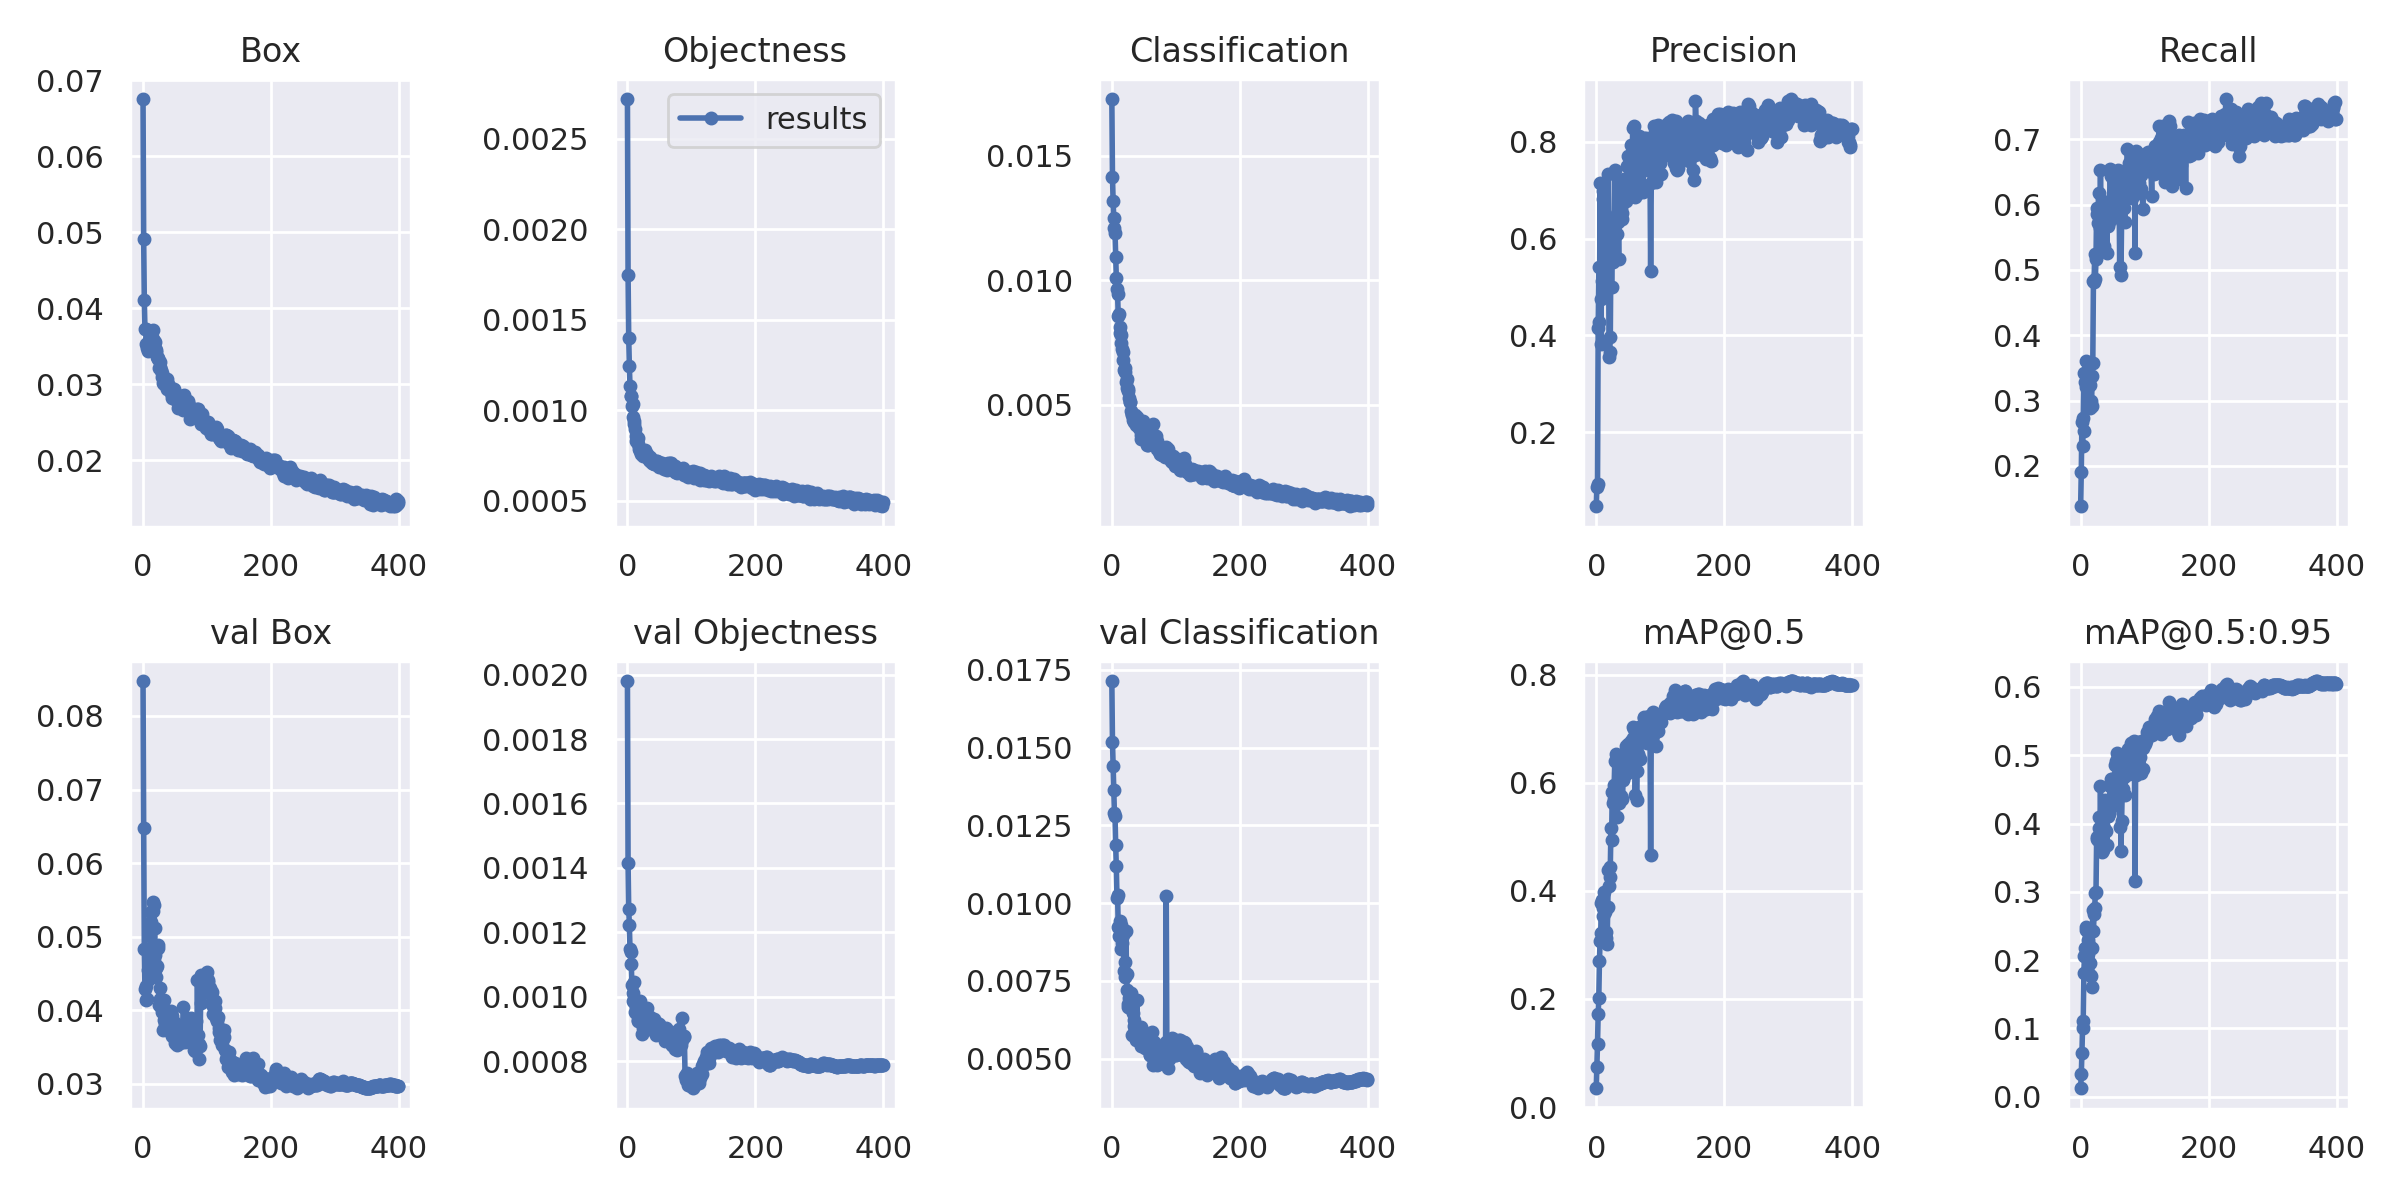 Box
0.07
0.06
0.05
0.04
0.03
0.02
0 200 400
Objectness
results
0.0025
0.0020
0.0015
0.0010
0.0005
0 200 400
Classification
0.015
0.010
0.005
0 200 400
Precision
0.8
0.6
0.4
0.2
0 200 400
Recall
0.7
0.6
0.5
0.4
0.3
0.2
0 200 400
val Box
0.08
0.07
0.06
0.05
0.04
0.03
0 200 400
val Objectness
0.0020
0.0018
0.0016
0.0014
0.0012
0.0010
0.0008
0 200 400
val Classification
0.0175
0.0150
0.0125
0.0100
0.0075
0.0050
0 200 400
mAP@0.5
0.8
0.6
0.4
0.2
0.0
0 200 400
mAP@0.5:0.95
0.6
0.5
0.4
0.3
0.2
0.1
0.0
0 200 400